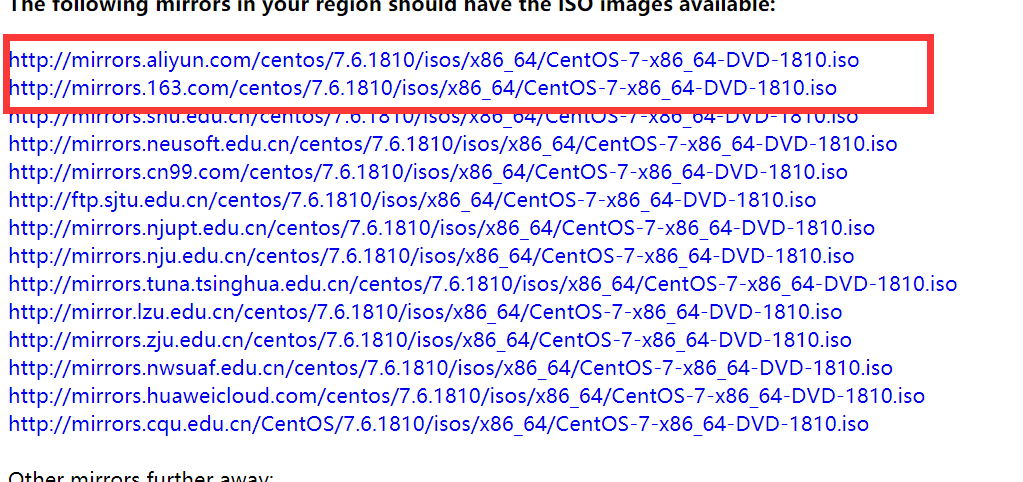 The following mirrors in your region should have the ISO images available:
http://mirrors.aliyun.com/centos/7.6.1810/isos/x86_64/CentOS-7-x86_64-DVD-1810.iso
http://mirrors.163.com/centos/7.6.1810/isos/x86_64/CentOS-7-x86_64-DVD-1810.iso
http://mirrors.shu.edu.cn/centos/7.6.1810/isos/x86_64/CentOS-7-x86_64-DVD-1810.iso
http://mirrors.neusoft.edu.cn/centos/7.6.1810/isos/x86_64/CentOS-7-x86_64-DVD-1810.iso
http://mirrors.cn99.com/centos/7.6.1810/isos/x86_64/CentOS-7-x86_64-DVD-1810.iso
http://ftp.sjtu.edu.cn/centos/7.6.1810/isos/x86_64/CentOS-7-x86_64-DVD-1810.iso
http://mirrors.njupt.edu.cn/centos/7.6.1810/isos/x86_64/CentOS-7-x86_64-DVD-1810.iso
http://mirrors.nju.edu.cn/centos/7.6.1810/isos/x86_64/CentOS-7-x86_64-DVD-1810.iso
http://mirrors.tuna.tsinghua.edu.cn/centos/7.6.1810/isos/x86_64/CentOS-7-x86_64-DVD-1810.iso
http://mirror.lzu.edu.cn/centos/7.6.1810/isos/x86_64/CentOS-7-x86_64-DVD-1810.iso
http://mirrors.zju.edu.cn/centos/7.6.1810/isos/x86_64/CentOS-7-x86_64-DVD-1810.iso
http://mirrors.nwsuaf.edu.cn/centos/7.6.1810/isos/x86_64/CentOS-7-x86_64-DVD-1810.iso
http://mirrors.huaweicloud.com/centos/7.6.1810/isos/x86_64/CentOS-7-x86_64-DVD-1810.iso
http://mirrors.cqu.edu.cn/CentOS/7.6.1810/isos/x86_64/CentOS-7-x86_64-DVD-1810.iso
Other mirrors further away: